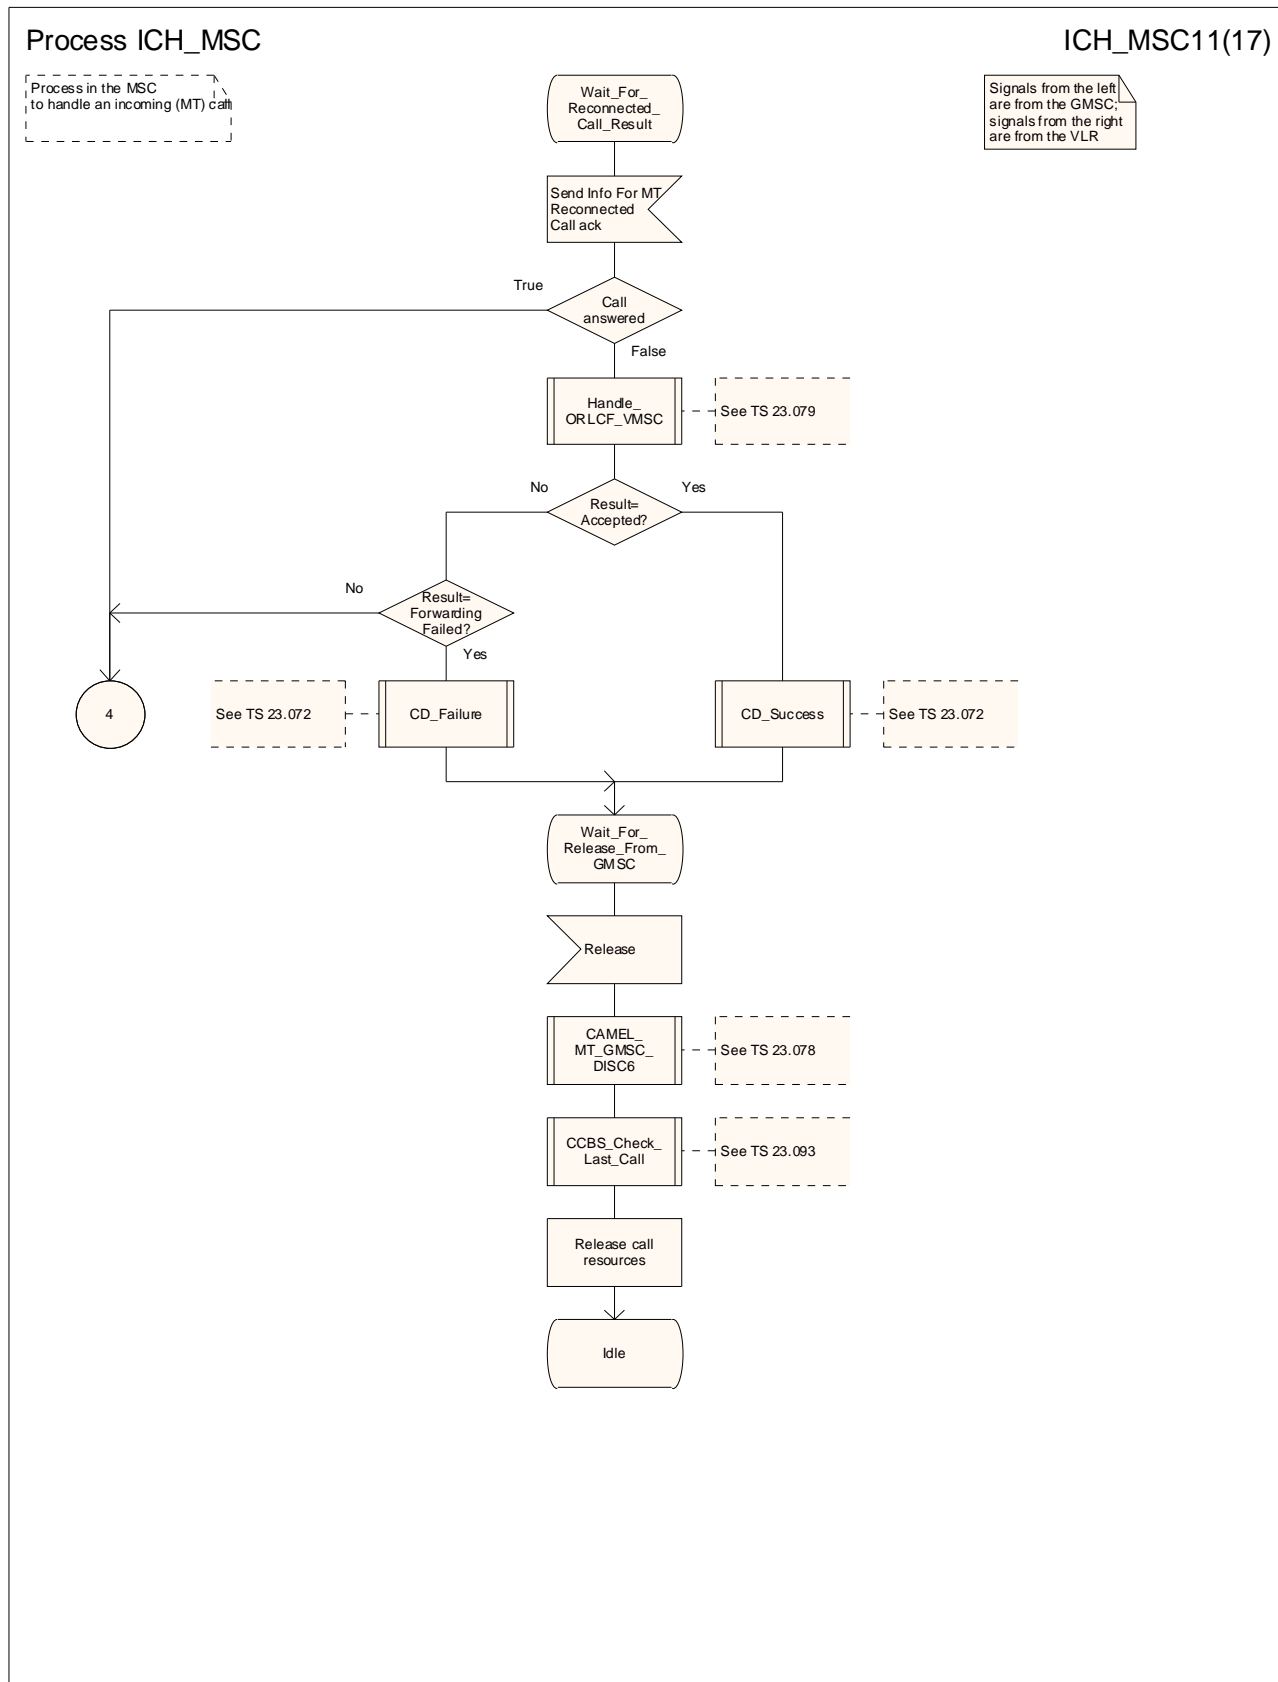 Process ICH_MSC
ICH_MSC11(17)
Process in the MSC
to handle an incoming (MT) call
Signals from the left
are from the GMSC;
signals from the right
are from the VLR
Wait_For_
Reconnected_
Call_Result
Send Info For MT
Reconnected
Call ack
True
Call
answered
False
Handle_
ORLCF_VMSC
See TS 23.079
No
Yes
Result=
Accepted?
No
Result=
Forwarding
Failed?
Yes
4
See TS 23.072
CD_Failure
CD_Success
See TS 23.072
Wait_For_
Release_From_
GMSC
Release
CAMEL_
MT_GMSC_
DISC6
See TS 23.078
CCBS_Check_
Last_Call
See TS 23.093
Release call
resources
Idle